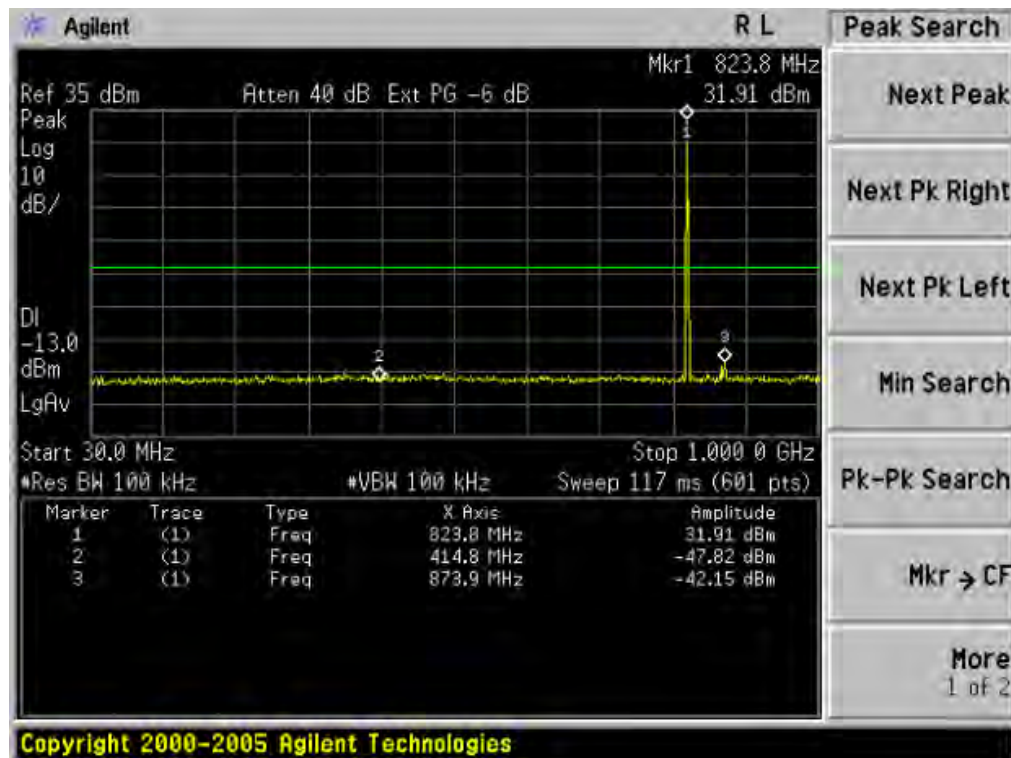 Agilent R L Peak Search
Mkr1 823.8 MHz
Ref 35 dBm Atten 40 dB Ext PG -6 dB 31.91 dBm
Peak
Log
10
dB/
DI
-13.0
dBm
LgAv
1
2
3
Start 30.0 MHz Stop 1.000 0 GHz
#Res BW 100 kHz #VBW 100 kHz Sweep 117 ms (601 pts)
Marker Trace Type X Axis Amplitude
1 (1) Freq 823.8 MHz 31.91 dBm
2 (1) Freq 414.8 MHz -47.82 dBm
3 (1) Freq 873.9 MHz -42.15 dBm
Next Peak
Next Pk Right
Next Pk Left
Min Search
Pk-Pk Search
Mkr → CF
More
1 of 2
Copyright 2000-2005 Agilent Technologies